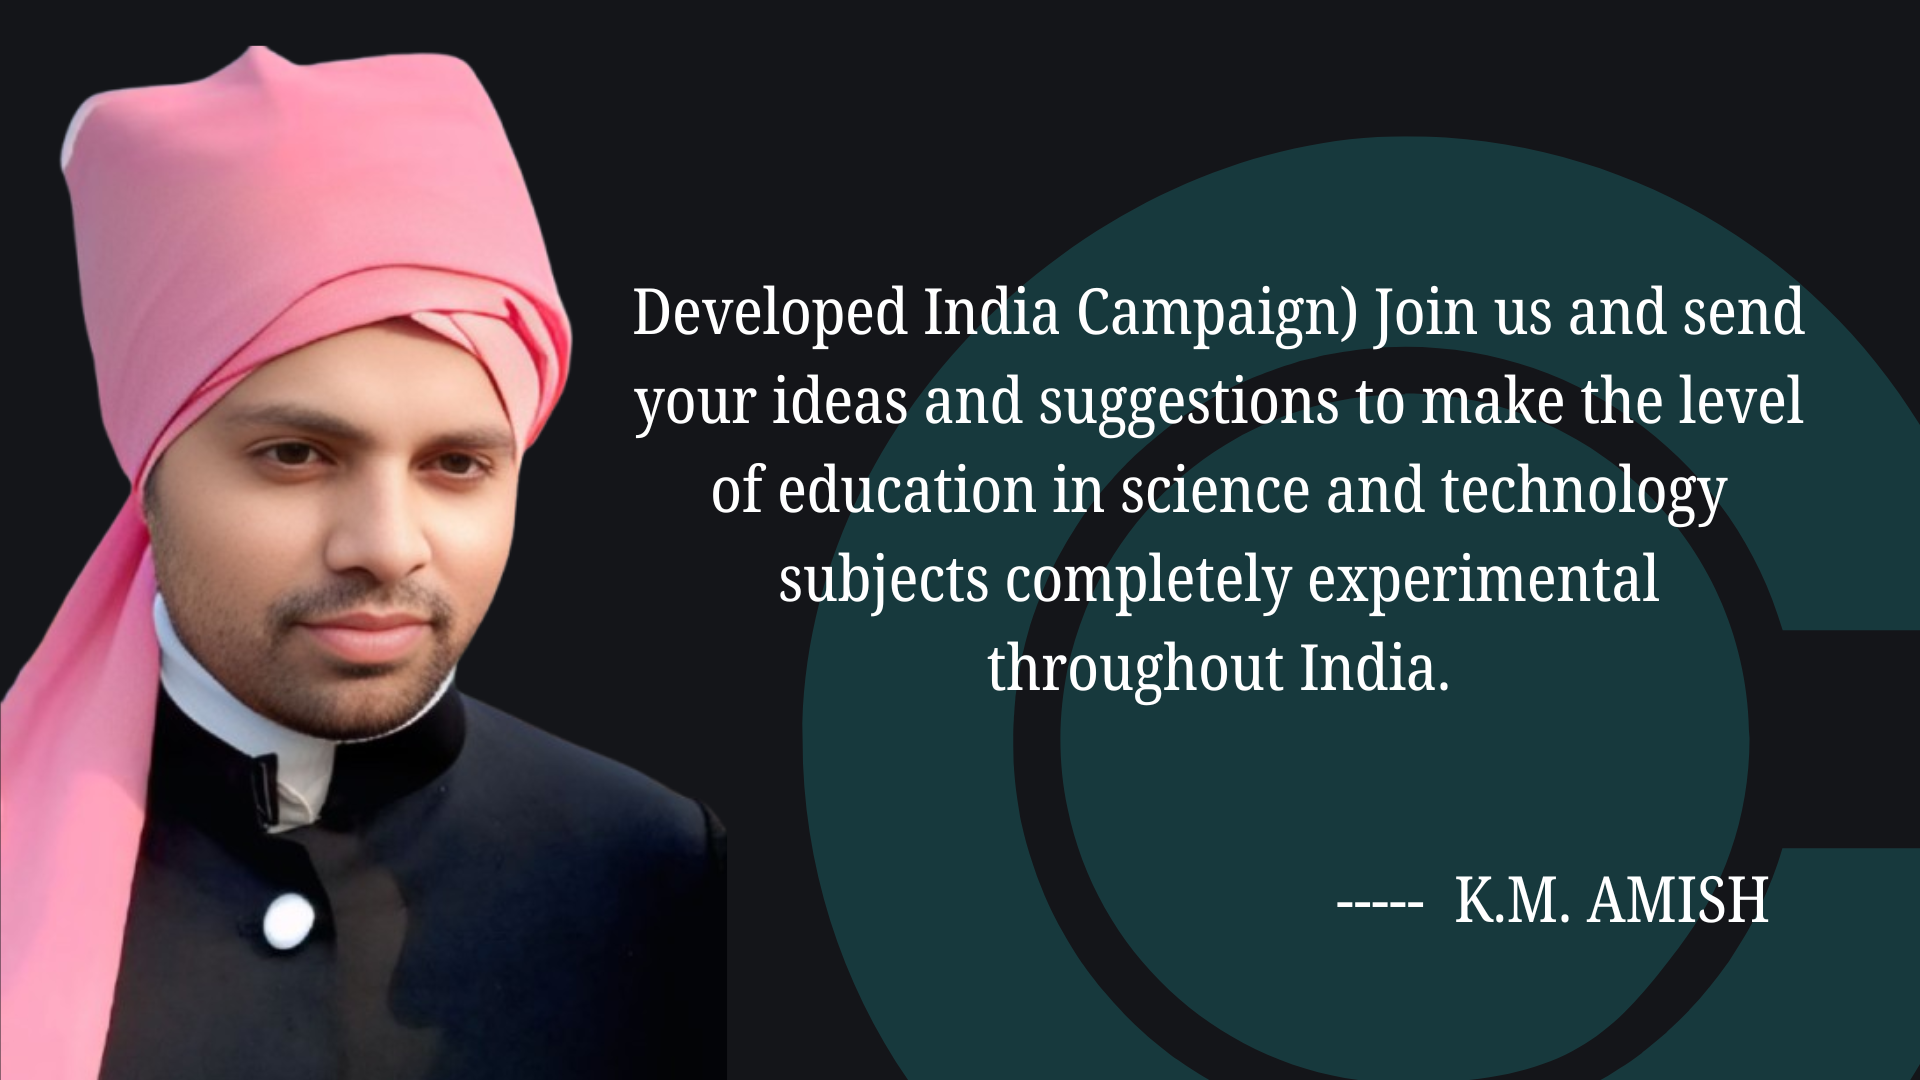 Developed India Campaign) Join us and send
your ideas and suggestions to make the level
of education in science and technology
subjects completely experimental
throughout India.
----- K.M. AMISH